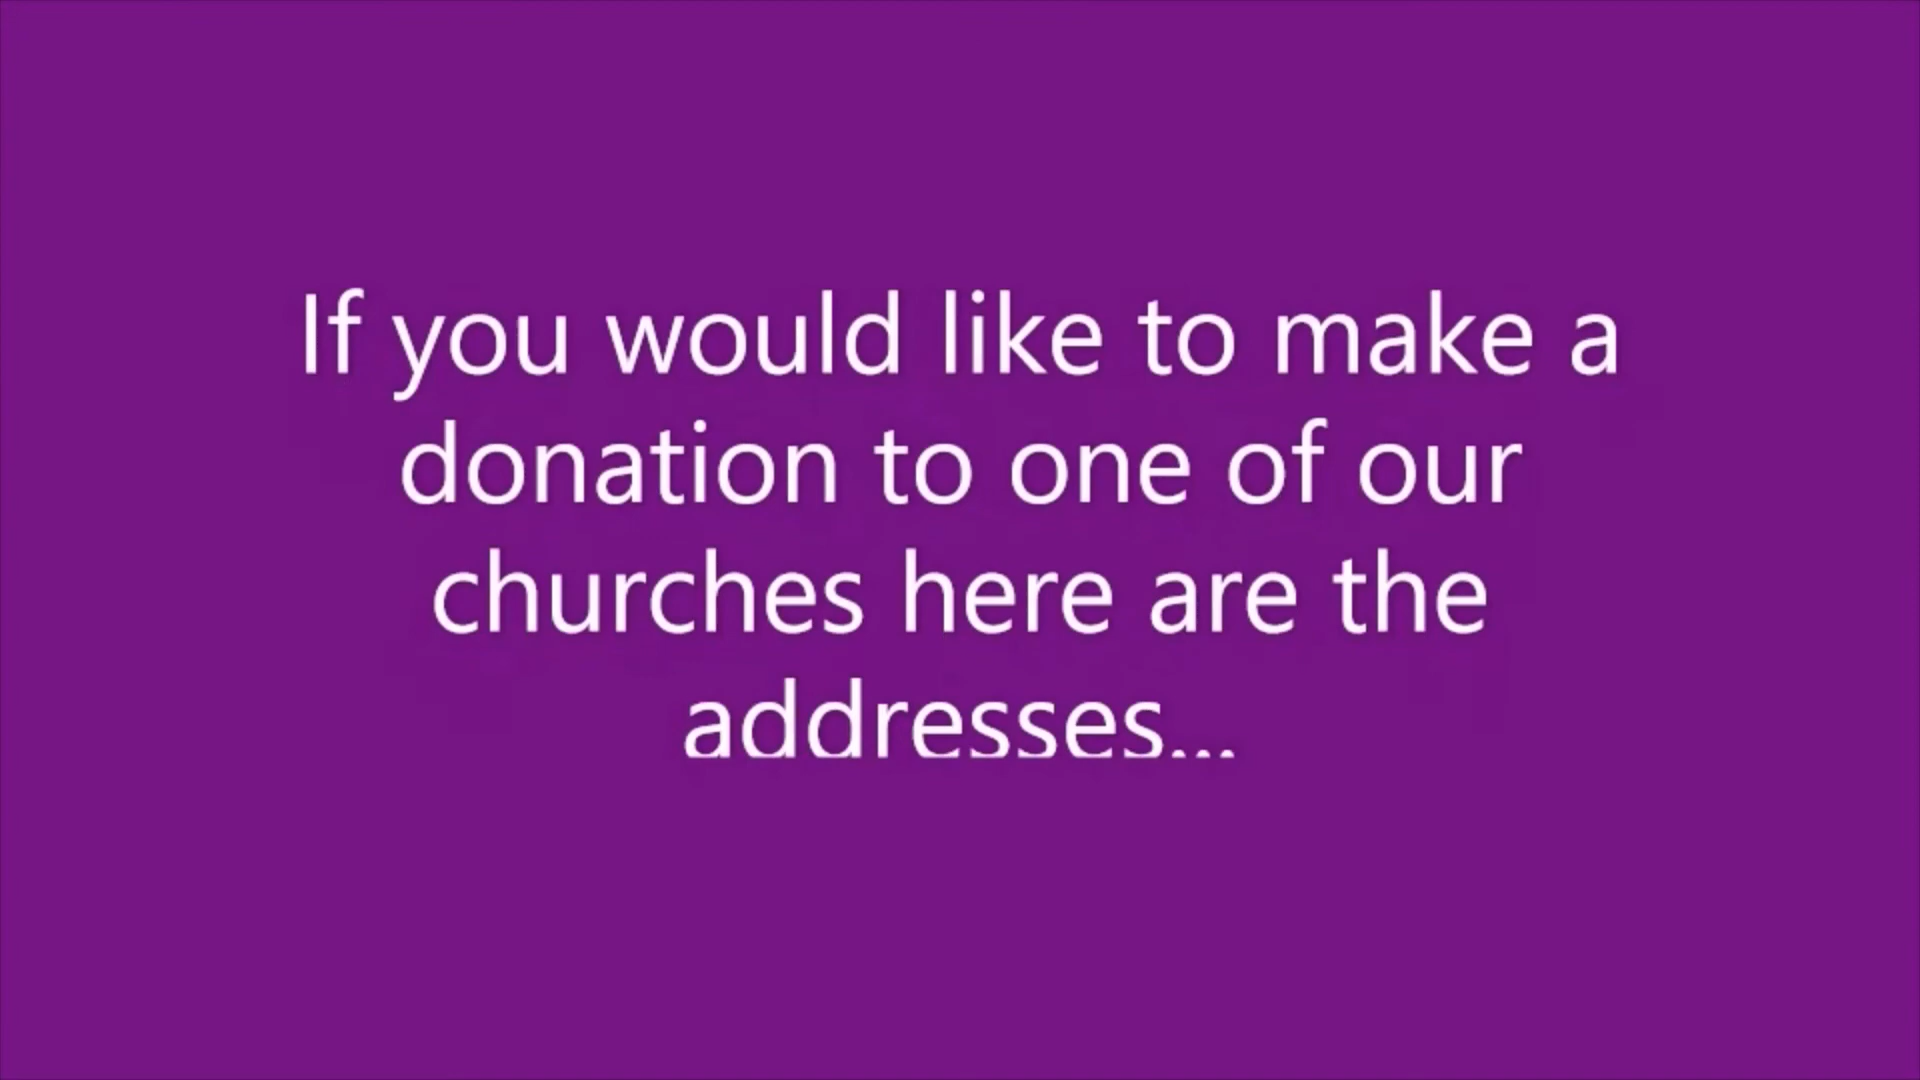 If you would like to make a
donation to one of our
churches here are the
addresses...